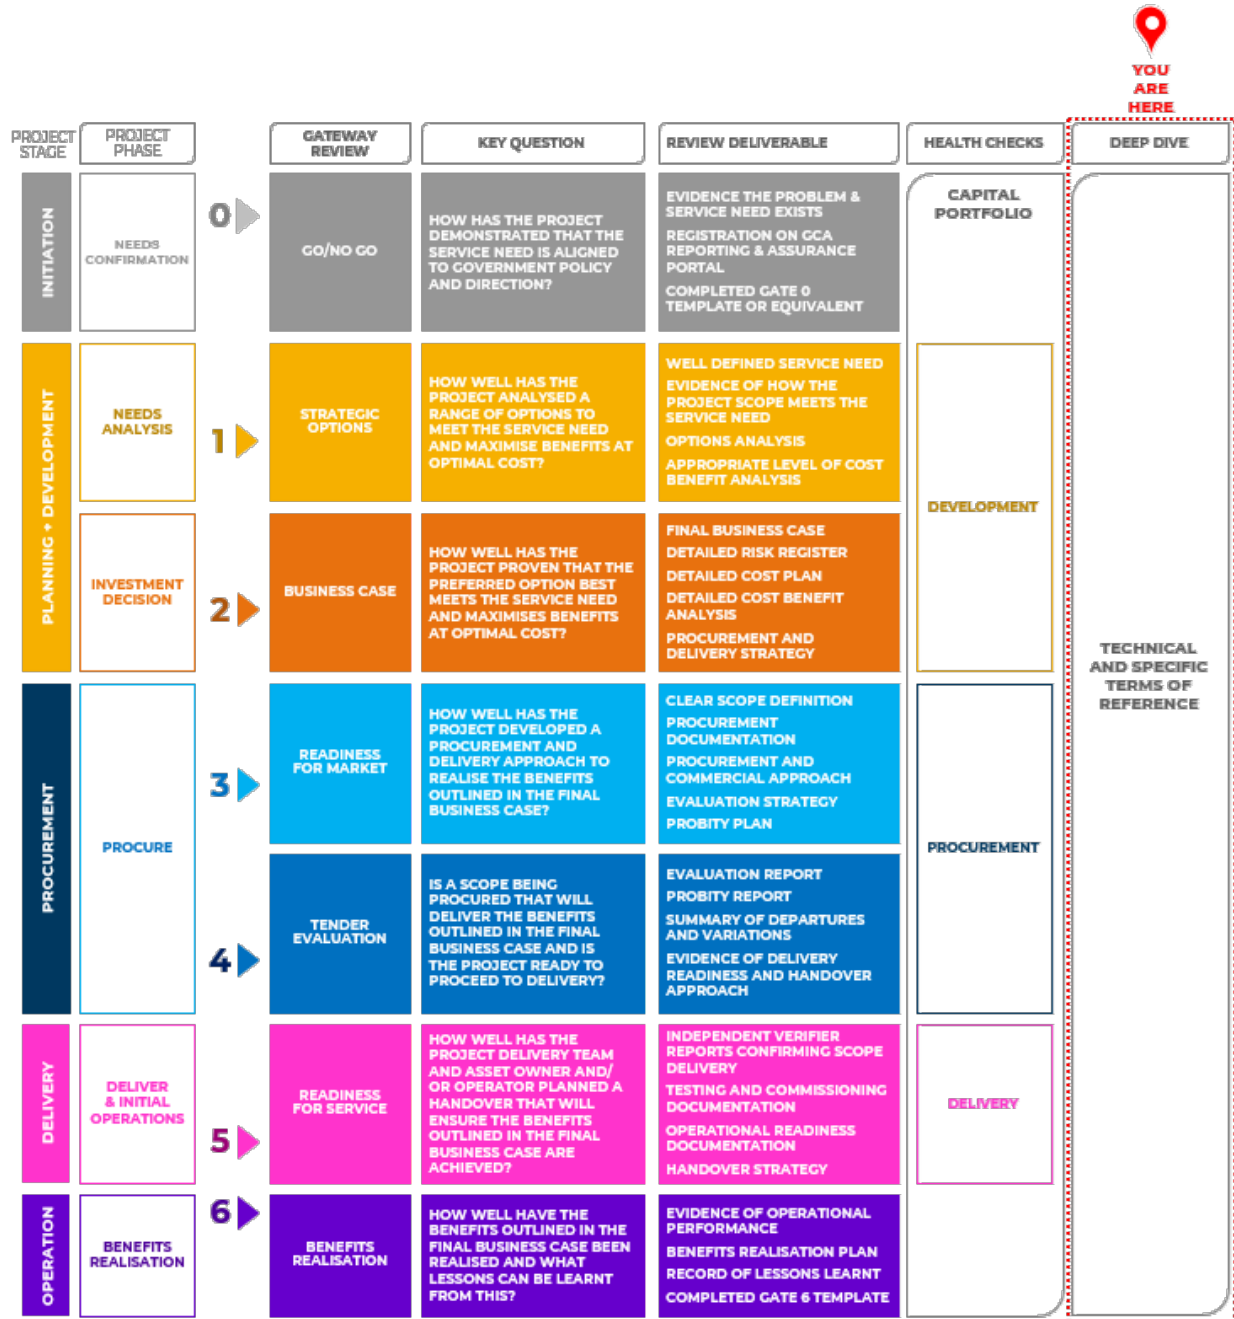 YOU
ARE
HERE
PROJECT
STAGE
PROJECT
PHASE
GATEWAY
REVIEW
KEY QUESTION
REVIEW DELIVERABLE
HEALTH CHECKS
DEEP DIVE
INITIATION
NEEDS
CONFIRMATION
0
GO/NO GO
HOW HAS THE PROJECT
DEMONSTRATED THAT THE
SERVICE NEED IS ALIGNED
TO GOVERNMENT POLICY
AND DIRECTION?
EVIDENCE THE PROBLEM &
SERVICE NEED EXISTS
REGISTRATION ON GCA
REPORTING & ASSURANCE
PORTAL
COMPLETED GATE 0
TEMPLATE OR EQUIVALENT
CAPITAL
PORTFOLIO
PLANNING + DEVELOPMENT
NEEDS
ANALYSIS
1
STRATEGIC
OPTIONS
HOW WELL HAS THE
PROJECT ANALYSED A
RANGE OF OPTIONS TO
MEET THE SERVICE NEED
AND MAXIMISE BENEFITS AT
OPTIMAL COST?
WELL DEFINED SERVICE NEED
EVIDENCE OF HOW THE
PROJECT SCOPE MEETS THE
SERVICE NEED
OPTIONS ANALYSIS
APPROPRIATE LEVEL OF COST
BENEFIT ANALYSIS
DEVELOPMENT
INVESTMENT
DECISION
2
BUSINESS CASE
HOW WELL HAS THE
PROJECT PROVEN THAT THE
PREFERRED OPTION BEST
MEETS THE SERVICE NEED
AND MAXIMISES BENEFITS
AT OPTIMAL COST?
FINAL BUSINESS CASE
DETAILED RISK REGISTER
DETAILED COST PLAN
DETAILED COST BENEFIT
ANALYSIS
PROCUREMENT AND
DELIVERY STRATEGY
TECHNICAL
AND SPECIFIC
TERMS OF
REFERENCE
PROCUREMENT
PROCURE
3
READINESS
FOR MARKET
HOW WELL HAS THE
PROJECT DEVELOPED A
PROCUREMENT AND
DELIVERY APPROACH TO
REALISE THE BENEFITS
OUTLINED IN THE FINAL
BUSINESS CASE?
CLEAR SCOPE DEFINITION
PROCUREMENT
DOCUMENTATION
PROCUREMENT AND
COMMERCIAL APPROACH
EVALUATION STRATEGY
PROBITY PLAN
PROCUREMENT
4
TENDER
EVALUATION
IS A SCOPE BEING
PROCURED THAT WILL
DELIVER THE BENEFITS
OUTLINED IN THE FINAL
BUSINESS CASE AND IS
THE PROJECT READY TO
PROCEED TO DELIVERY?
EVALUATION REPORT
PROBITY REPORT
SUMMARY OF DEPARTURES
AND VARIATIONS
EVIDENCE OF DELIVERY
READINESS AND HANDOVER
APPROACH
DELIVERY
DELIVER
& INITIAL
OPERATIONS
5
READINESS
FOR SERVICE
HOW WELL HAS THE
PROJECT DELIVERY TEAM
AND ASSET OWNER AND/
OR OPERATOR PLANNED A
HANDOVER THAT WILL
ENSURE THE BENEFITS
OUTLINED IN THE FINAL
BUSINESS CASE ARE
ACHIEVED?
INDEPENDENT VERIFIER
REPORTS CONFIRMING SCOPE
DELIVERY
TESTING AND COMMISSIONING
DOCUMENTATION
OPERATIONAL READINESS
DOCUMENTATION
HANDOVER STRATEGY
DELIVERY
OPERATION
BENEFITS
REALISATION
6
BENEFITS
REALISATION
HOW WELL HAVE THE
BENEFITS OUTLINED IN THE
FINAL BUSINESS CASE BEEN
REALISED AND WHAT
LESSONS CAN BE LEARNT
FROM THIS?
EVIDENCE OF OPERATIONAL
PERFORMANCE
BENEFITS REALISATION PLAN
RECORD OF LESSONS LEARNT
COMPLETED GATE 6 TEMPLATE